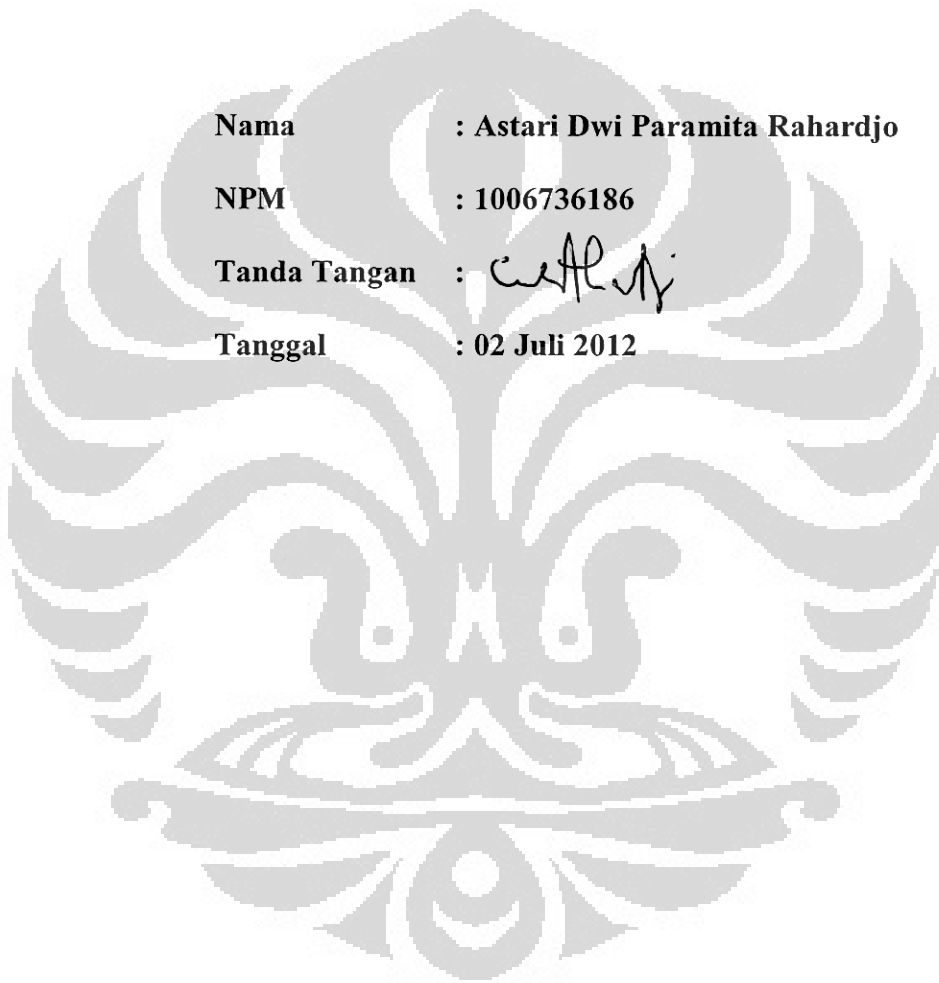 Nama : Astari Dwi Paramita Rahardjo
NPM : 1006736186
Tanda Tangan :
Tanggal : 02 Juli 2012